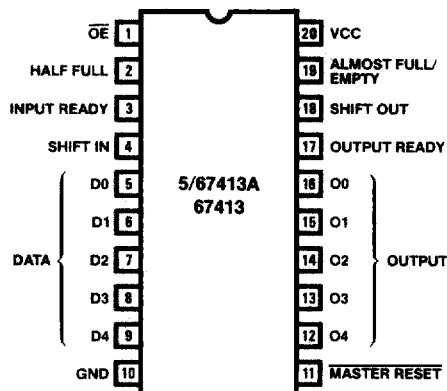 OE 1 20 VCC
HALF FULL 2 19 ALMOST FULL/
EMPTY
INPUT READY 3 18 SHIFT OUT
SHIFT IN 4 17 OUTPUT READY
D0 5 5/67413A 16 O0
67413
D1 6 15 O1
DATA D2 7 14 O2 OUTPUT
D3 8 13 O3
D4 9 12 O4
GND 10 11 MASTER RESET